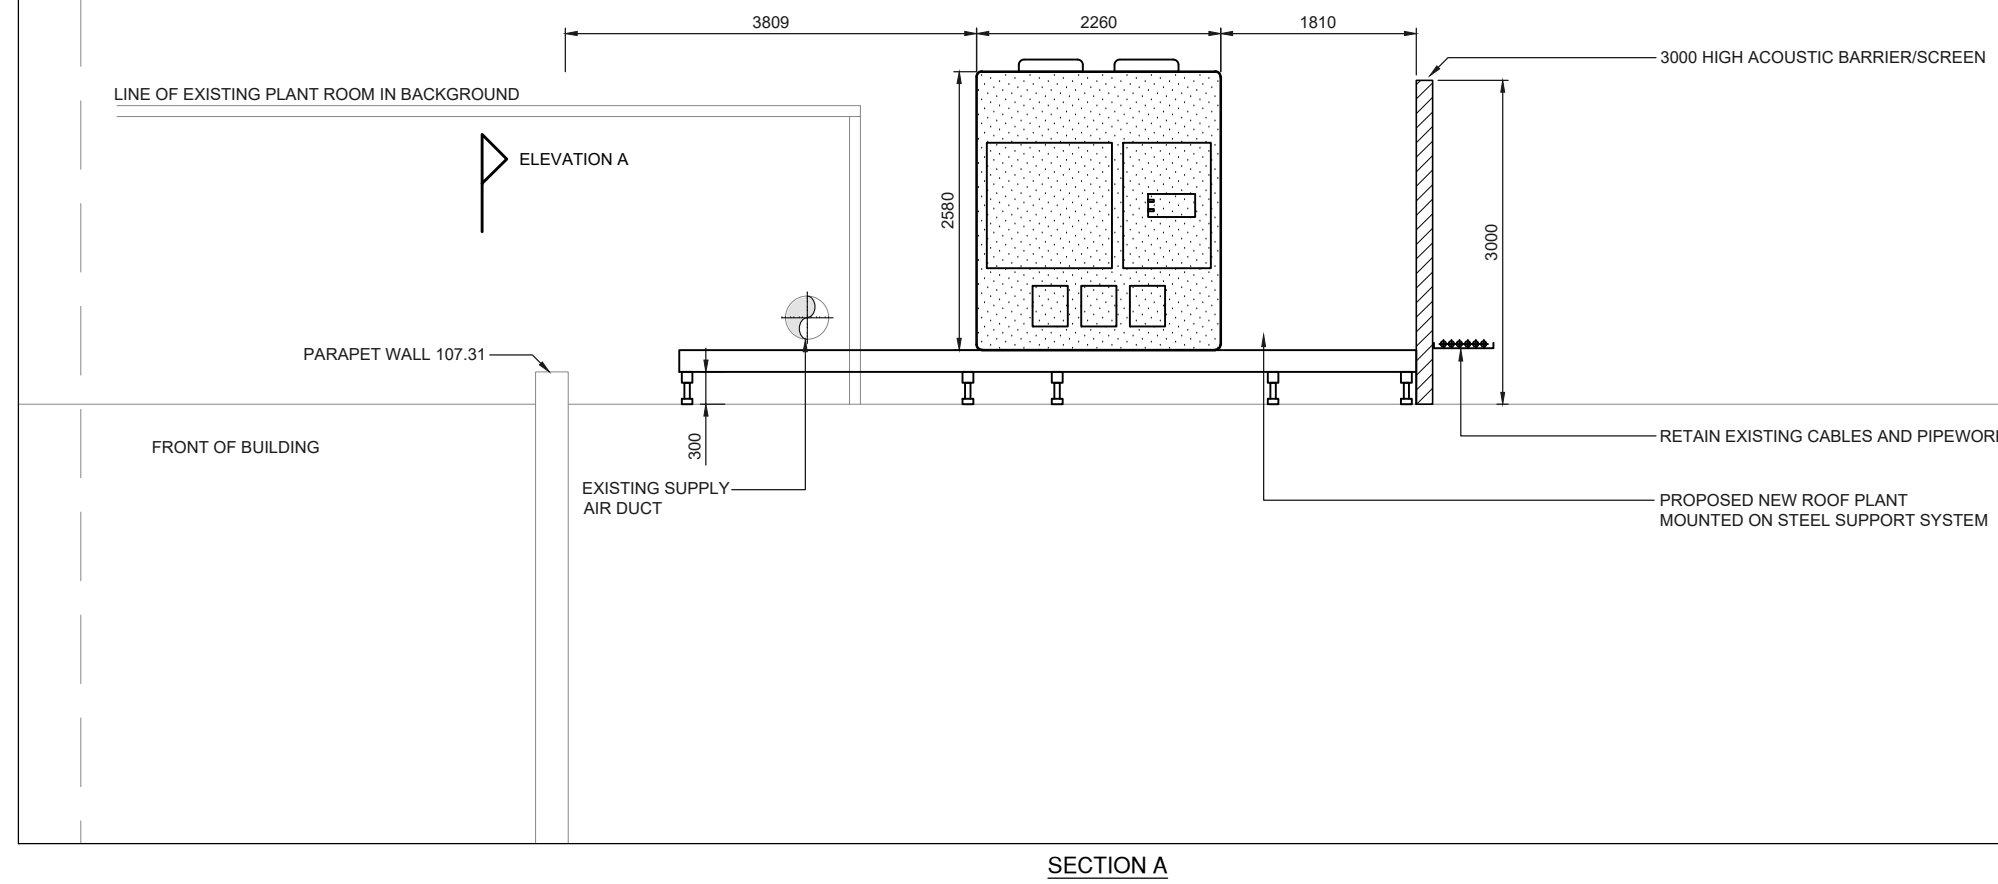 3809
2260
1810
3000 HIGH ACOUSTIC BARRIER/SCREEN
LINE OF EXISTING PLANT ROOM IN BACKGROUND
ELEVATION A
2580
3000
PARAPET WALL 107.31
FRONT OF BUILDING
300
RETAIN EXISTING CABLES AND
EXISTING SUPPLY
AIR DUCT
PROPOSED NEW ROOF PLANT
MOUNTED ON STEEL SUPPORT SYSTEM
SECTION A